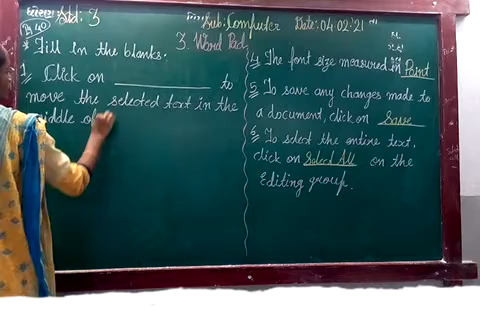 Std: 3
Sub: Computer Date: 04.02.'21
3. Word Pad
* Fill in the blanks.
1. Click on __________ to
move the selected text in the
middle of
4. The font size measured in Point
5. To save any changes made to
a document, click on Save
6. To select the entire text,
click on Select All on the
Editing group.